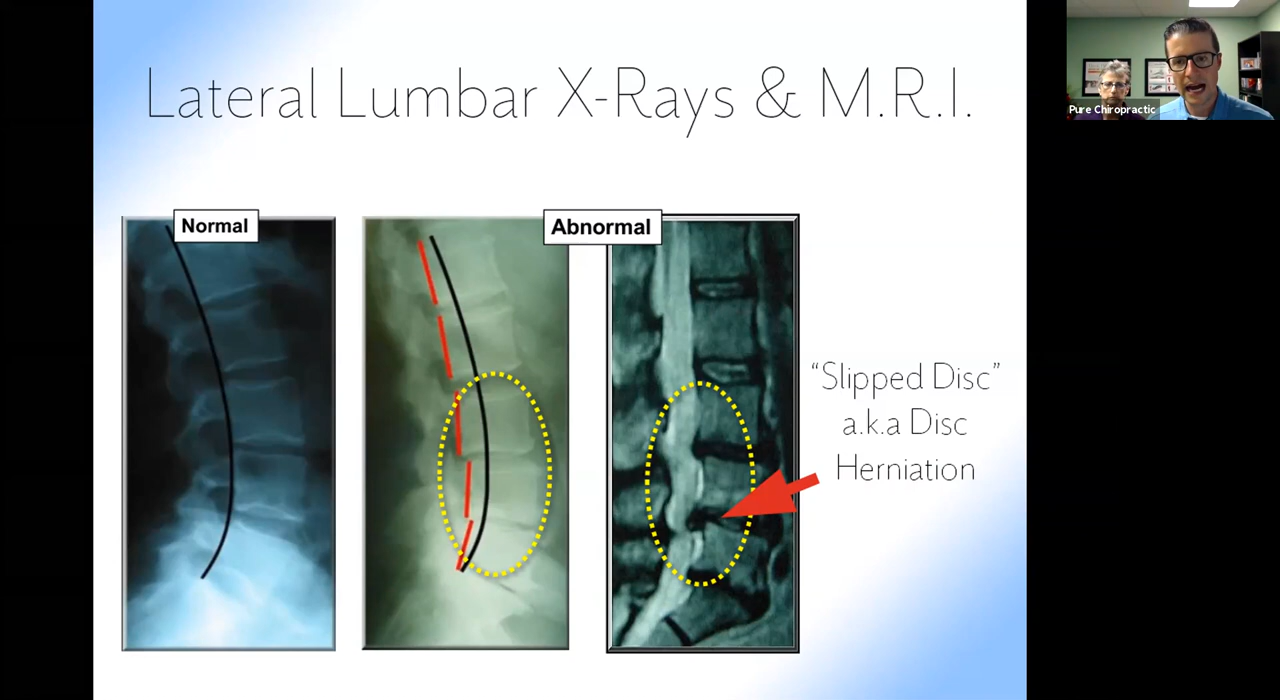 Lateral Lumbar X-Rays & M.R.I.
Pure Chiropractic
Normal
Abnormal
“Slipped Disc”
a.k.a Disc
Herniation